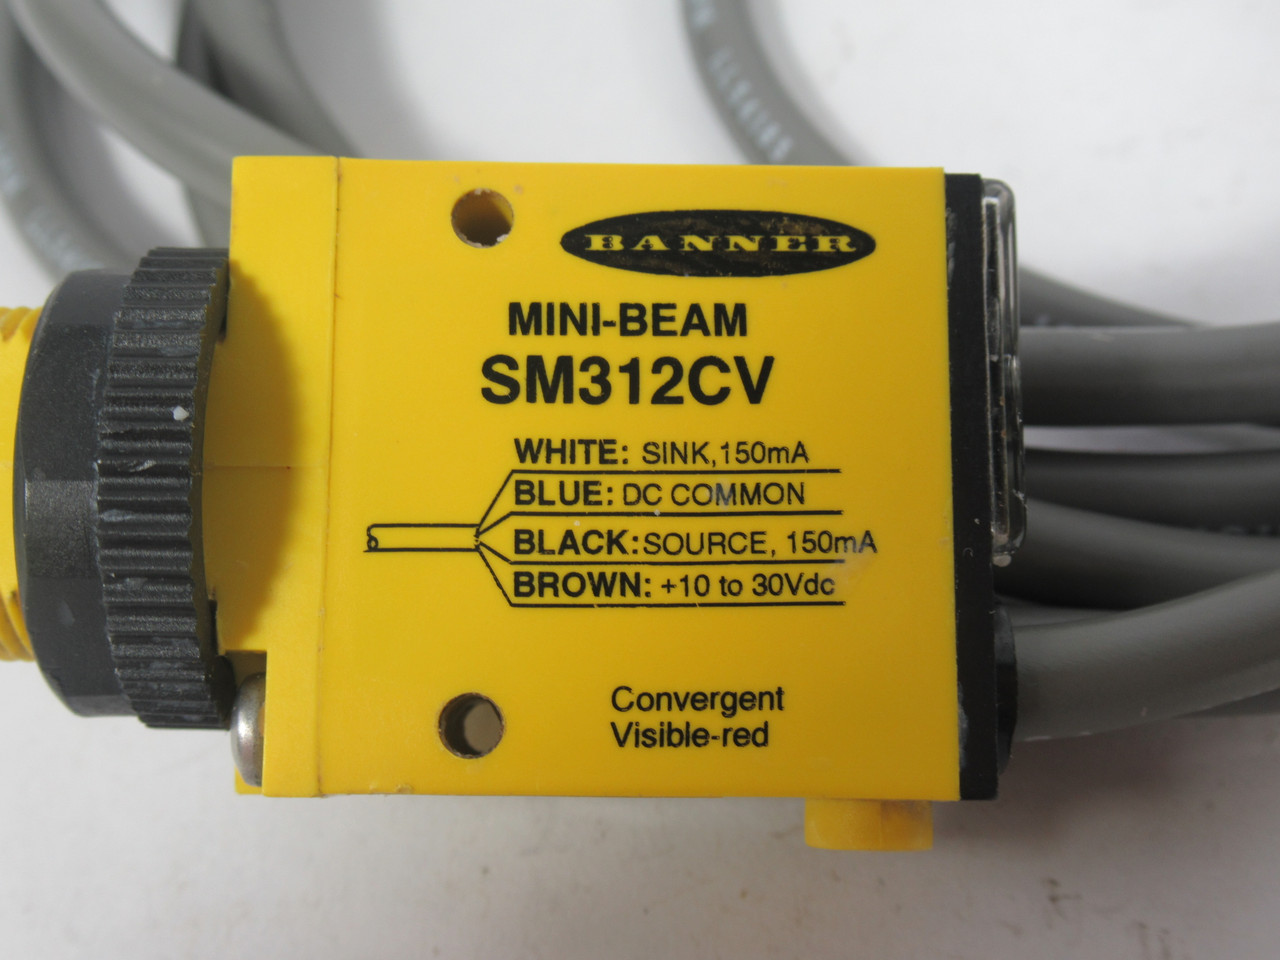 BANNER
MINI-BEAM
SM312CV
WHITE: SINK, 150mA
BLUE: DC COMMON
BLACK: SOURCE, 150mA
BROWN: +10 to 30Vdc
Convergent
Visible-red